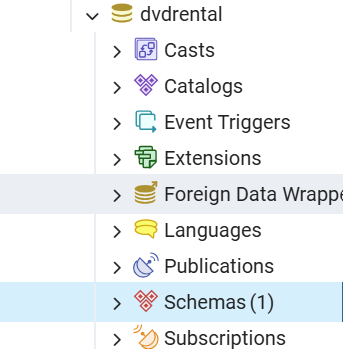 dvdrental
Casts
Catalogs
Event Triggers
Extensions
Foreign Data Wrappe
Languages
Publications
Schemas (1)
Subscriptions